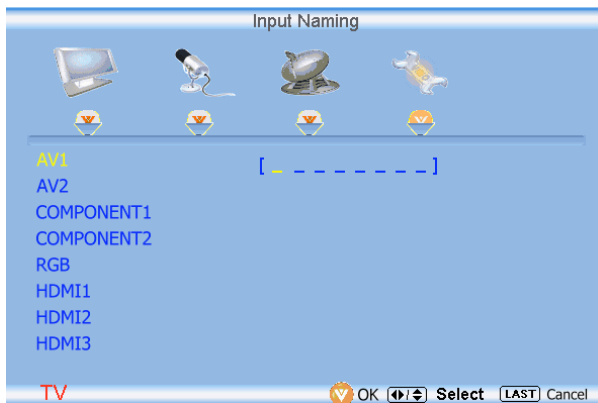 Input Naming
AV1 [ _ _ _ _ _ _ _ _ ]
AV2
COMPONENT1
COMPONENT2
RGB
HDMI1
HDMI2
HDMI3
TV OK Select LAST Cancel